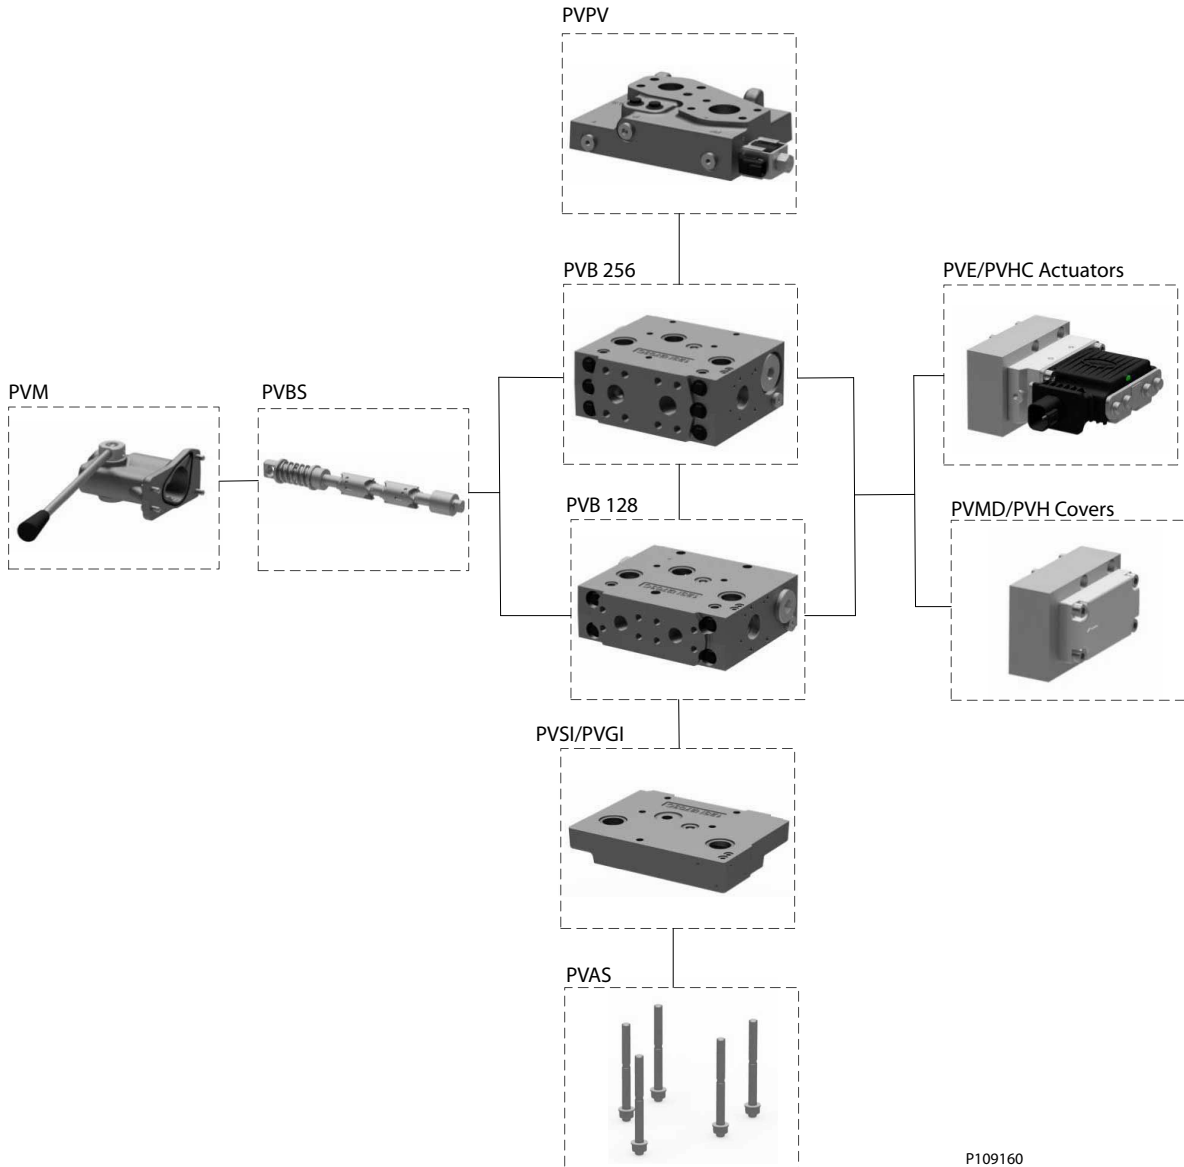 PVPV
PVB 256
PVE/PVHC Actuators
PVM
PVBS
PVB 128
PVMD/PVH Covers
PVSI/PVGI
PVAS
P109160